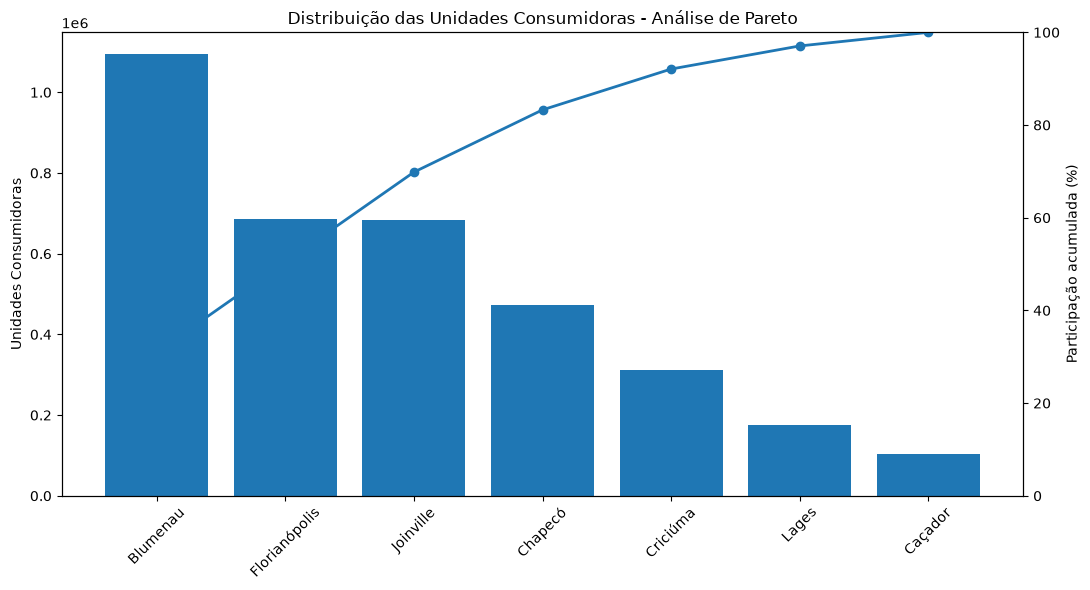 Distribuição das Unidades Consumidoras - Análise de Pareto
1e6
1.0
0.8
0.6
0.4
0.2
0.0
Unidades Consumidoras
100
80
60
40
20
0
Participação acumulada (%)
Blumenau
Florianópolis
Joinville
Chapecó
Criciúma
Lages
Caçador